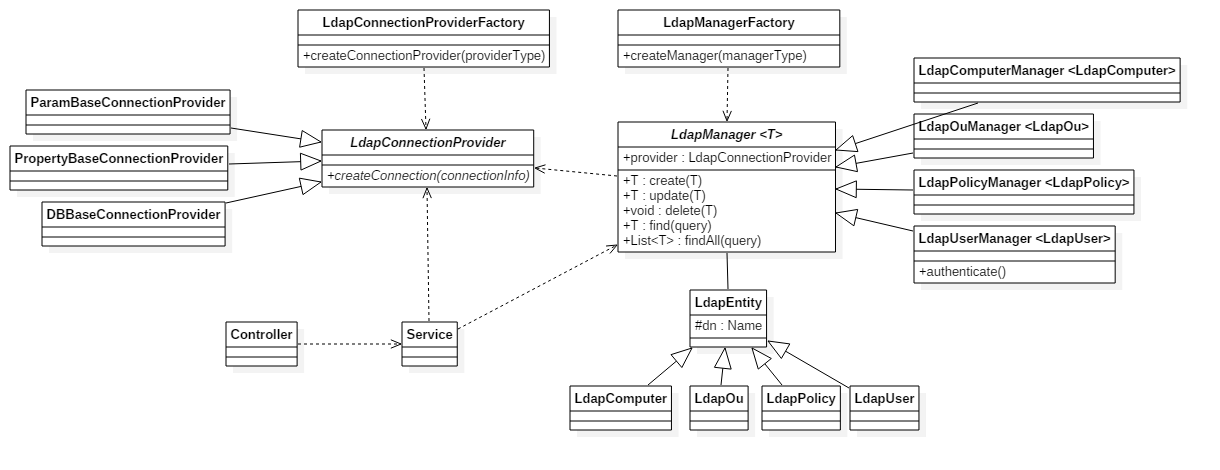 LdapConnectionProviderFactory
+createConnectionProvider(providerType)
LdapManagerFactory
+createManager(managerType)
LdapComputerManager <LdapComputer>
LdapOuManager <LdapOu>
LdapPolicyManager <LdapPolicy>
LdapUserManager <LdapUser>
+authenticate()
ParamBaseConnectionProvider
PropertyBaseConnectionProvider
DBBaseConnectionProvider
LdapConnectionProvider
+createConnection(connectionInfo)
LdapManager <T>
+provider : LdapConnectionProvider
+T : create(T)
+T : update(T)
+void : delete(T)
+T : find(query)
+List<T> : findAll(query)
LdapEntity
#dn : Name
Controller
Service
LdapComputer
LdapOu
LdapPolicy
LdapUser